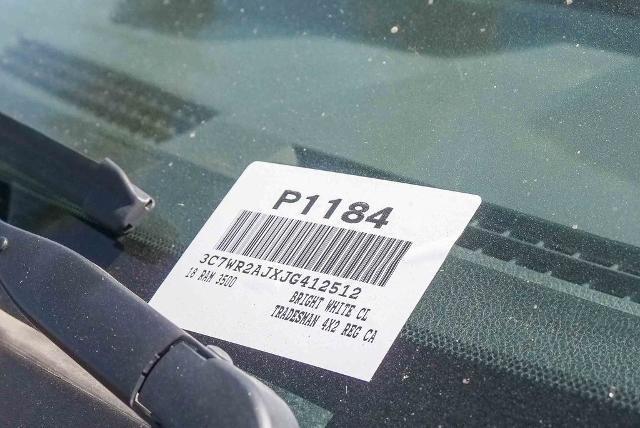 P1184
3C7WR2AJXJG412512
18 RAM 3500
BRIGHT WHITE CL
TRADESMAN 4X2 REG CA